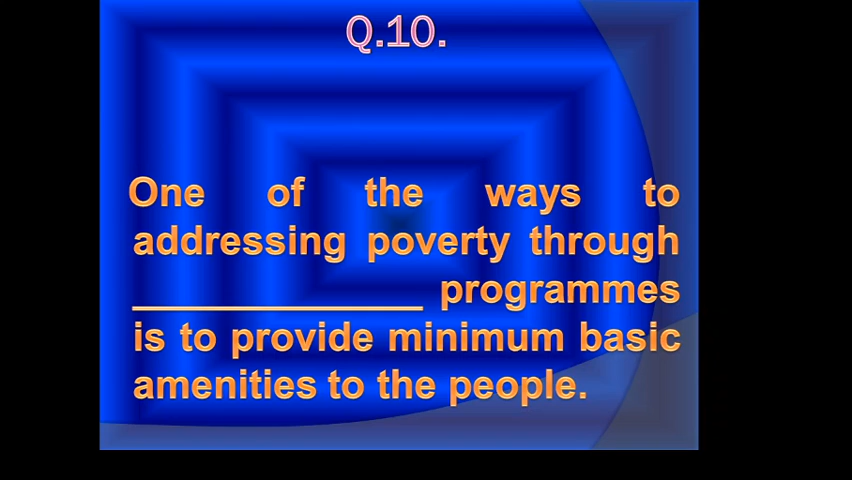 Q.10.
One of the ways to
addressing poverty through
______________ programmes
is to provide minimum basic
amenities to the people.